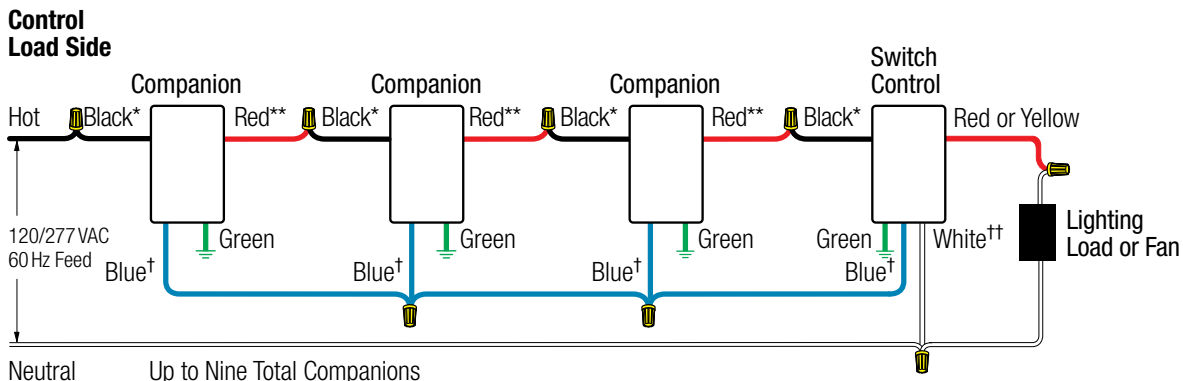 Control
Load Side
Companion
Companion
Companion
Switch
Control
Hot
Black*
Red**
Black*
Red**
Black*
Red**
Black*
Red or Yellow
120/277 VAC
60 Hz Feed
Green
Green
Green
Green
White††
Lighting
Load or Fan
Blue†
Blue†
Blue†
Blue†
Neutral
Up to Nine Total Companions